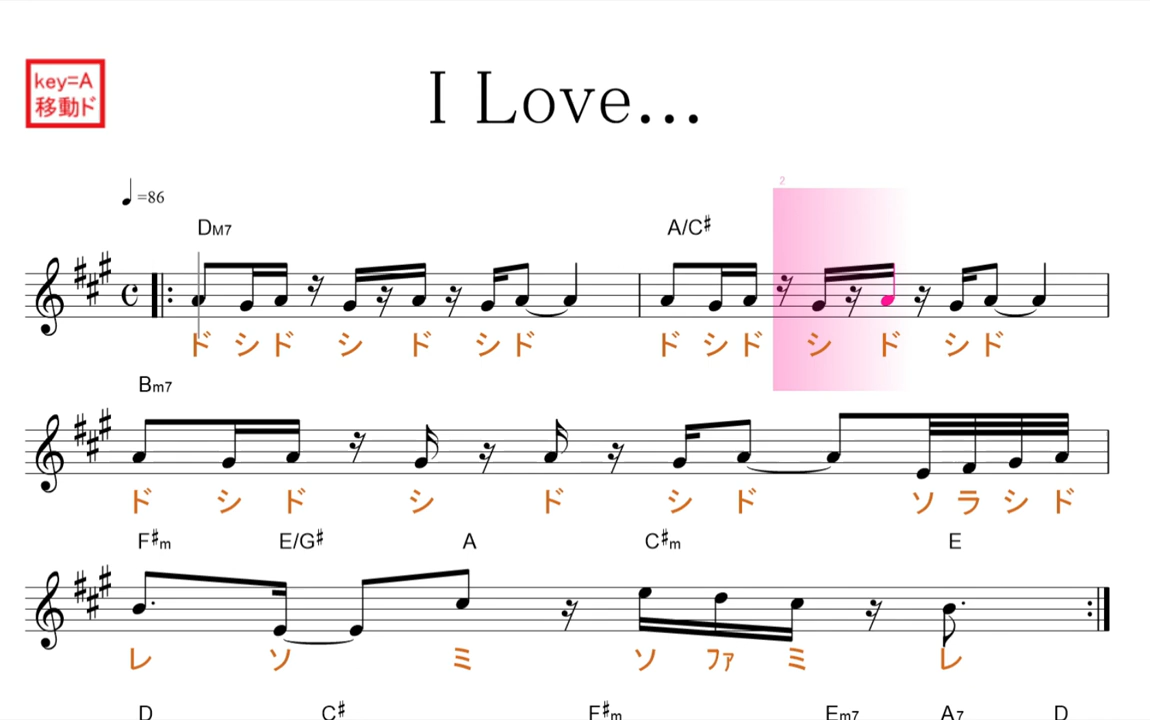 key=A
移動ド
I Love...
=86
2
DM7 A/C♯
ド シ ド シ ド シ ド ド シ ド シ ド シ ド
Bm7
ド シ ド シ ド シ ド ソ ラ シ ド
F♯m E/G♯ A C♯m E
レ ソ ミ ソ ファ ミ レ
D C♯ F♯m Em7 A7 D